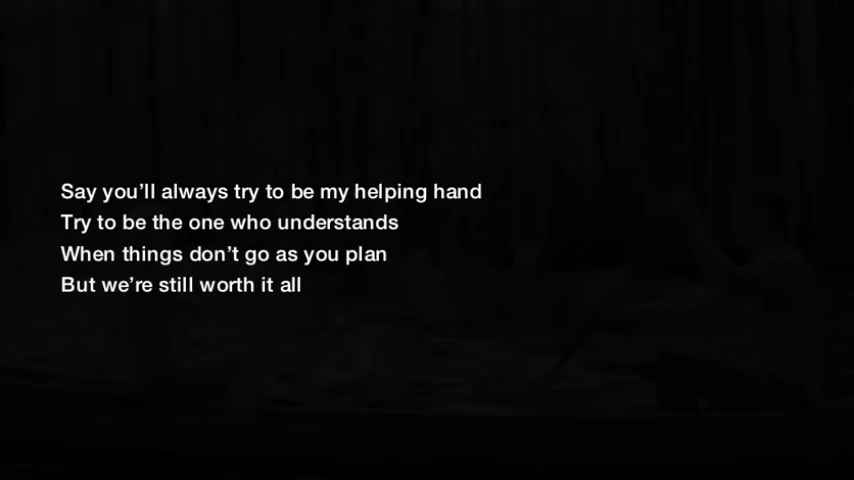 Say you’ll always try to be my helping hand
Try to be the one who understands
When things don’t go as you plan
But we’re still worth it all